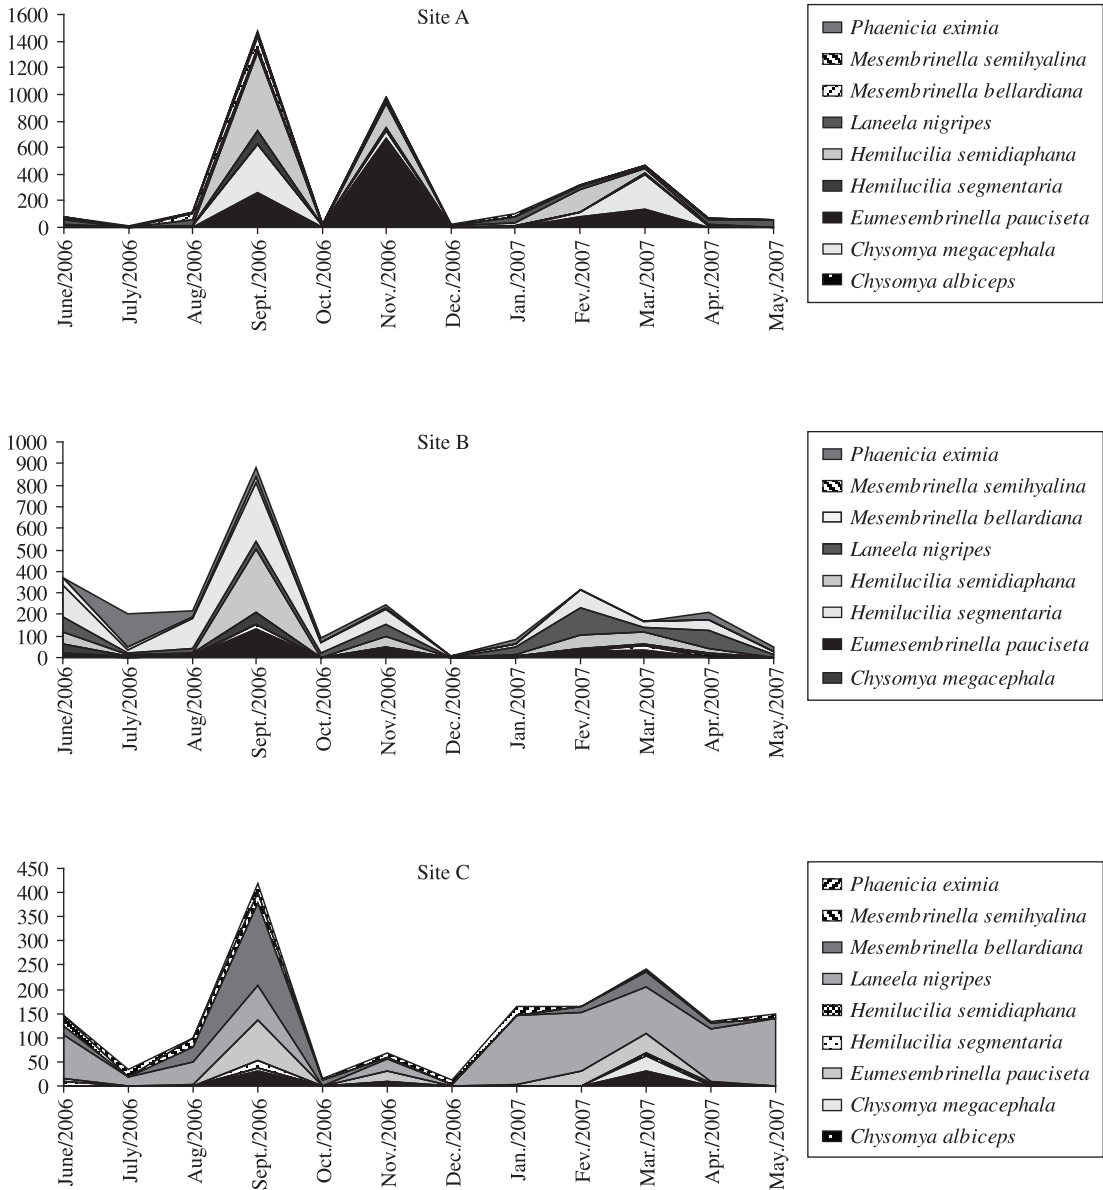 Site A
1600
1400
1200
1000
800
600
400
200
0
June/2006
July/2006
Aug/2006
Sept./2006
Oct./2006
Nov./2006
Dec./2006
Jan./2007
Fev./2007
Mar./2007
Apr./2007
May./2007
Phaenicia eximia
Mesembrinella semihyalina
Mesembrinella bellardiana
Laneela nigripes
Hemilucilia semidiaphana
Hemilucilia segmentaria
Eumesembrinella pauciseta
Chysomya megacephala
Chysomya albiceps
Site B
1000
900
800
700
600
500
400
300
200
100
0
June/2006
July/2006
Aug/2006
Sept./2006
Oct./2006
Nov./2006
Dec./2006
Jan./2007
Fev./2007
Mar./2007
Apr./2007
May./2007
Phaenicia eximia
Mesembrinella semihyalina
Mesembrinella bellardiana
Laneela nigripes
Hemilucilia semidiaphana
Hemilucilia segmentaria
Eumesembrinella pauciseta
Chysomya megacephala
Site C
450
400
350
300
250
200
150
100
50
0
June/2006
July/2006
Aug/2006
Sept./2006
Oct./2006
Nov./2006
Dec./2006
Jan./2007
Fev./2007
Mar./2007
Apr./2007
May./2007
Phaenicia eximia
Mesembrinella semihyalina
Mesembrinella bellardiana
Laneela nigripes
Hemilucilia semidiaphana
Hemilucilia segmentaria
Eumesembrinella pauciseta
Chysomya megacephala
Chysomya albiceps